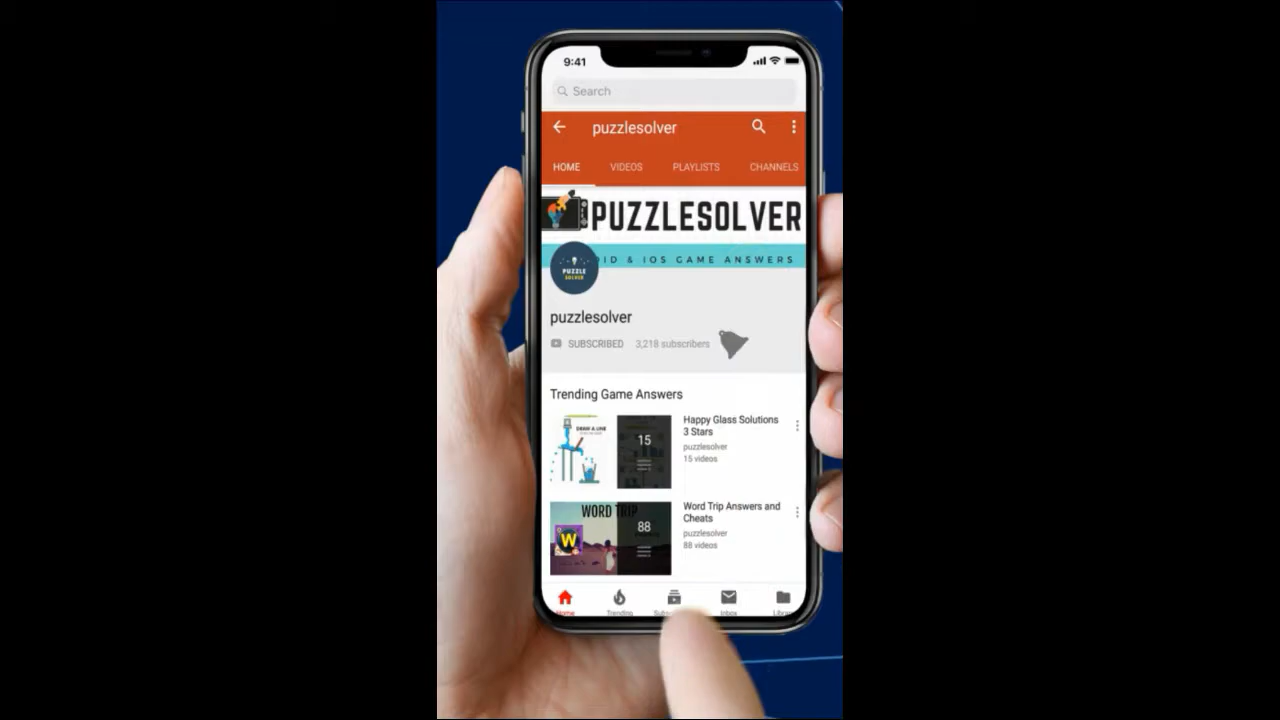 9:41
Search
puzzlesolver
HOME VIDEOS PLAYLISTS CHANNELS
PUZZLESOLVER
& IOS GAME ANSWERS
PUZZLE
SOLVER
puzzlesolver
SUBSCRIBED 3,218 subscribers
Trending Game Answers
DRAW A LINE
15
Happy Glass Solutions
3 Stars
puzzlesolver
15 videos
WORD TRIP
W
88
Word Trip Answers and
Cheats
puzzlesolver
88 videos
Home Trending Inbox